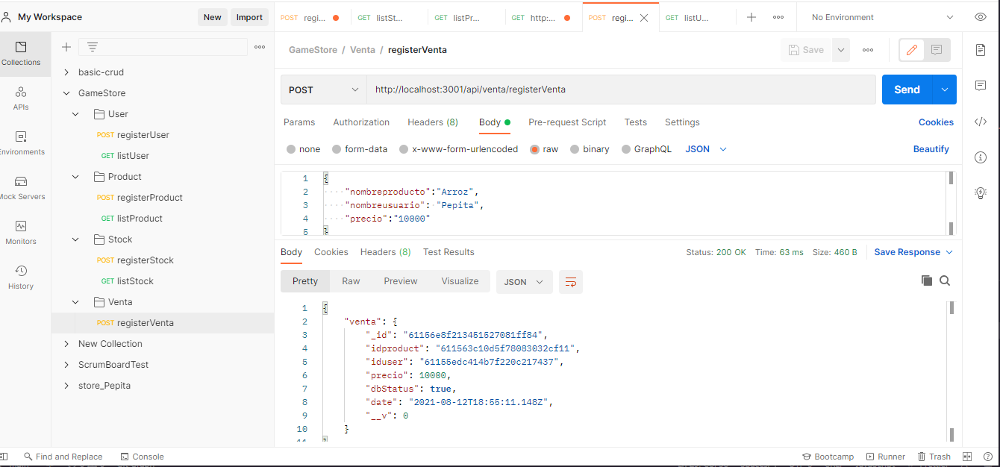 My Workspace New Import
POST regi... GET listSt... GET listPr... GET http:... POST regi... GET listU... No Environment
Collections
APIs
Environments
Mock Servers
Monitors
History
basic-crud
GameStore
User
POST registerUser
GET listUser
Product
POST registerProduct
GET listProduct
Stock
POST registerStock
GET listStock
Venta
POST registerVenta
New Collection
ScrumBoardTest
store_Pepita
GameStore / Venta / registerVenta Save
POST http://localhost:3001/api/venta/registerVenta Send
Params Authorization Headers (8) Body Pre-request Script Tests Settings Cookies
none form-data x-www-form-urlencoded raw binary GraphQL JSON Beautify
1 {
2 "nombreproducto":"Arroz",
3 "nombreusuario": "Pepita",
4 "precio":"10000"
5 }
Body Cookies Headers (8) Test Results Status: 200 OK Time: 63 ms Size: 460 B Save Response
Pretty Raw Preview Visualize JSON
1 {
2 "venta": {
3 "_id": "61156e8f213451527081ff84",
4 "idproduct": "611563c10d5f78083032cf11",
5 "iduser": "61155edc414b7f220c217437",
6 "precio": 10000,
7 "dbStatus": true,
8 "date": "2021-08-12T18:55:11.148Z",
9 "__v": 0
10 }
11 }
Find and Replace Console Bootcamp Runner Trash